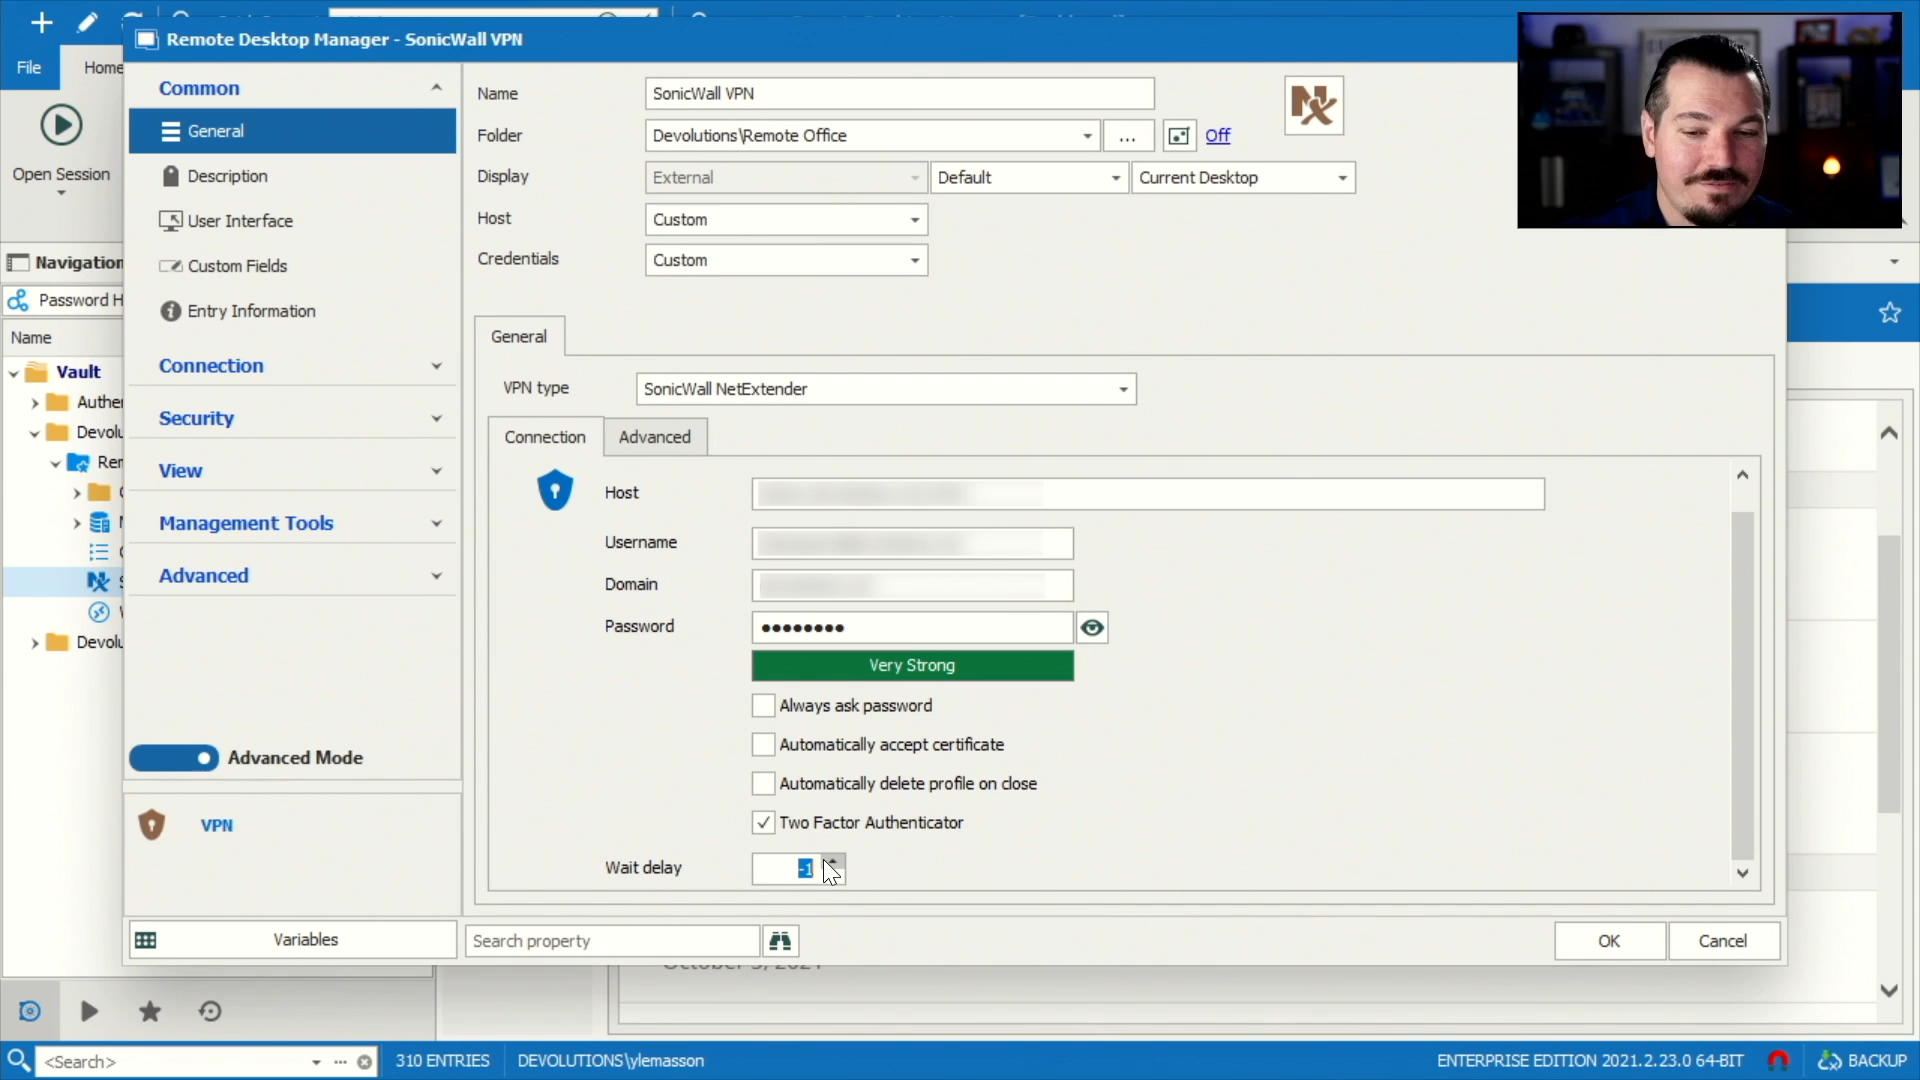 Remote Desktop Manager - SonicWall VPN
File
Home
Open Session
Navigation
Password H
Name
Vault
Authe
Devolu
Rer
Devolu
Common
General
Description
User Interface
Custom Fields
Entry Information
Connection
Security
View
Management Tools
Advanced
Advanced Mode
VPN
Variables
Name
SonicWall VPN
Folder
Devolutions\Remote Office
...
Off
Display
External
Default
Current Desktop
Host
Custom
Credentials
Custom
General
VPN type
SonicWall NetExtender
Connection
Advanced
Host
Username
Domain
Password
●●●●●●●●
Very Strong
Always ask password
Automatically accept certificate
Automatically delete profile on close
Two Factor Authenticator
Wait delay
-1
Search property
OK
Cancel
<Search>
310 ENTRIES
DEVOLUTIONS\ylemasson
ENTERPRISE EDITION 2021.2.23.0 64-BIT
BACKUP